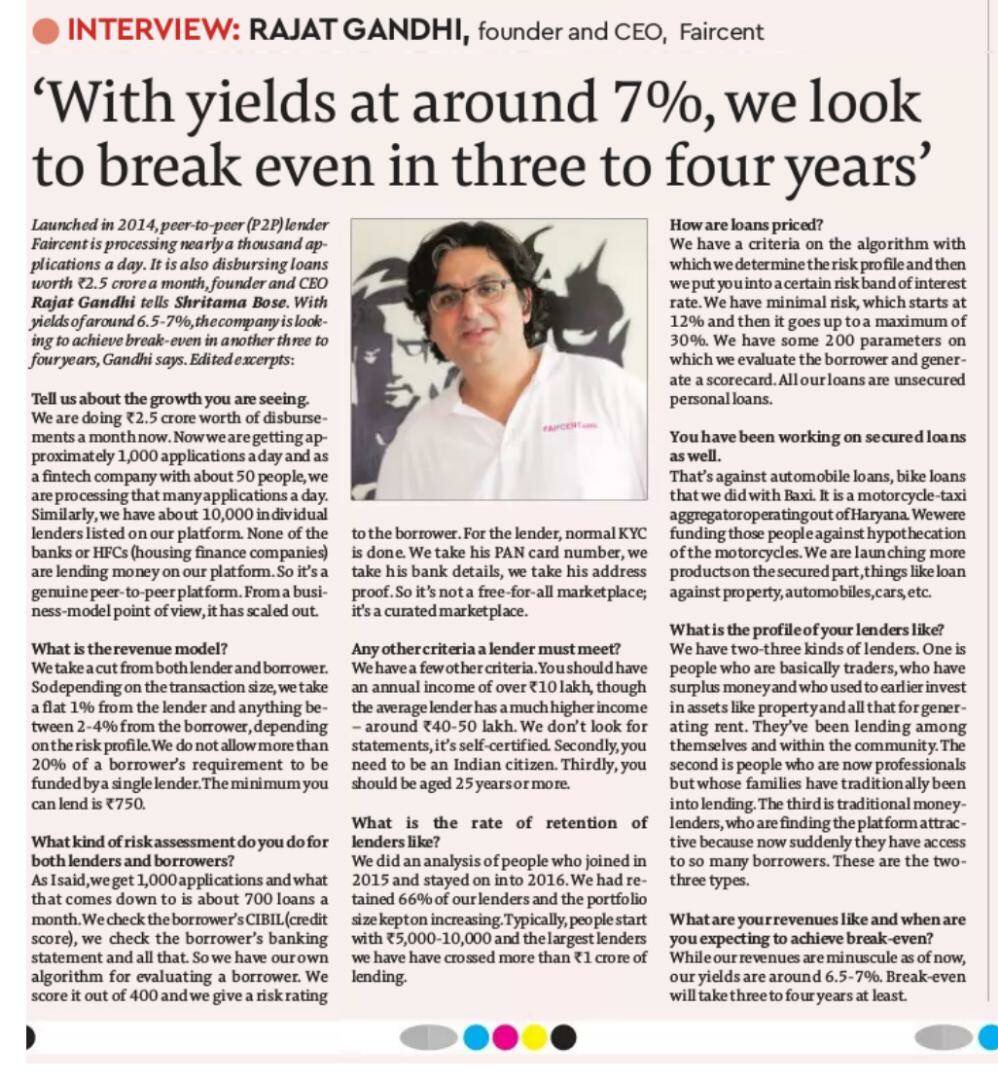 INTERVIEW: RAJAT GANDHI, founder and CEO, Faircent
‘With yields at around 7%, we look
to break even in three to four years’
Launched in 2014, peer-to-peer (P2P) lender
Faircent is processing nearly a thousand ap-
plications a day. It is also disbursing loans
worth ₹2.5 crore a month, founder and CEO
Rajat Gandhi tells Shritama Bose. With
yields of around 6.5-7%, the company is look-
ing to achieve break-even in another three to
four years, Gandhi says. Edited excerpts:
Tell us about the growth you are seeing.
We are doing ₹2.5 crore worth of disburse-
ments a month now. Now we are getting ap-
proximately 1,000 applications a day and as
a fintech company with about 50 people, we
are processing that many applications a day.
Similarly, we have about 10,000 individual
lenders listed on our platform. None of the
banks or HFCs (housing finance companies)
are lending money on our platform. So it's a
genuine peer-to-peer platform. From a busi-
ness-model point of view, it has scaled out.
What is the revenue model?
We take a cut from both lender and borrower.
So depending on the transaction size, we take
a flat 1% from the lender and anything be-
tween 2-4% from the borrower, depending
on the risk profile. We do not allow more than
20% of a borrower's requirement to be
funded by a single lender. The minimum you
can lend is ₹750.
What kind of risk assessment do you do for
both lenders and borrowers?
As I said, we get 1,000 applications and what
that comes down to is about 700 loans a
month. We check the borrower's CIBIL (credit
score), we check the borrower's banking
statement and all that. So we have our own
algorithm for evaluating a borrower. We
score it out of 400 and we give a risk rating
FAIRCENT.com
to the borrower. For the lender, normal KYC
is done. We take his PAN card number, we
take his bank details, we take his address
proof. So it's not a free-for-all marketplace;
it's a curated marketplace.
Any other criteria a lender must meet?
We have a few other criteria. You should have
an annual income of over ₹10 lakh, though
the average lender has a much higher income
– around ₹40-50 lakh. We don't look for
statements, it's self-certified. Secondly, you
need to be an Indian citizen. Thirdly, you
should be aged 25 years or more.
What is the rate of retention of
lenders like?
We did an analysis of people who joined in
2015 and stayed on into 2016. We had re-
tained 66% of our lenders and the portfolio
size kept on increasing. Typically, people start
with ₹5,000-10,000 and the largest lenders
we have have crossed more than ₹1 crore of
lending.
How are loans priced?
We have a criteria on the algorithm with
which we determine the risk profile and then
we put you into a certain risk band of interest
rate. We have minimal risk, which starts at
12% and then it goes up to a maximum of
30%. We have some 200 parameters on
which we evaluate the borrower and gener-
ate a scorecard. All our loans are unsecured
personal loans.
You have been working on secured loans
as well.
That's against automobile loans, bike loans
that we did with Baxi. It is a motorcycle-taxi
aggregator operating out of Haryana. We were
funding those people against hypothecation
of the motorcycles. We are launching more
products on the secured part, things like loan
against property, automobiles, cars, etc.
What is the profile of your lenders like?
We have two-three kinds of lenders. One is
people who are basically traders, who have
surplus money and who used to earlier invest
in assets like property and all that for gener-
ating rent. They've been lending among
themselves and within the community. The
second is people who are now professionals
but whose families have traditionally been
into lending. The third is traditional money-
lenders, who are finding the platform attrac-
tive because now suddenly they have access
to so many borrowers. These are the two-
three types.
What are your revenues like and when are
you expecting to achieve break-even?
While our revenues are minuscule as of now,
our yields are around 6.5-7%. Break-even
will take three to four years at least.